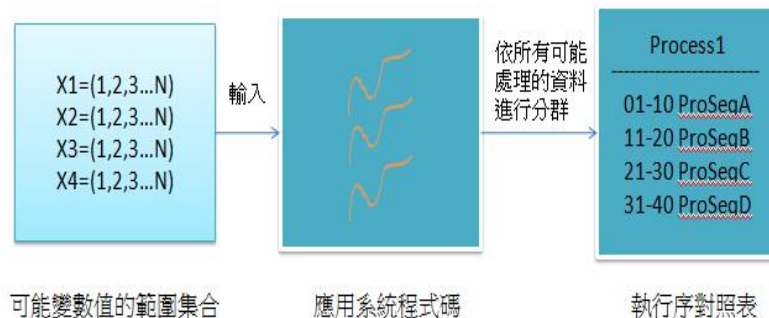 X1=(1,2,3...N)
X2=(1,2,3...N)
X3=(1,2,3...N)
X4=(1,2,3...N)
可能變數值的範圍集合
輸入
應用系統程式碼
依所有可能
處理的資料
進行分群
Process1
01-10 ProSeqA
11-20 ProSeqB
21-30 ProSeqC
31-40 ProSeqD
執行序對照表